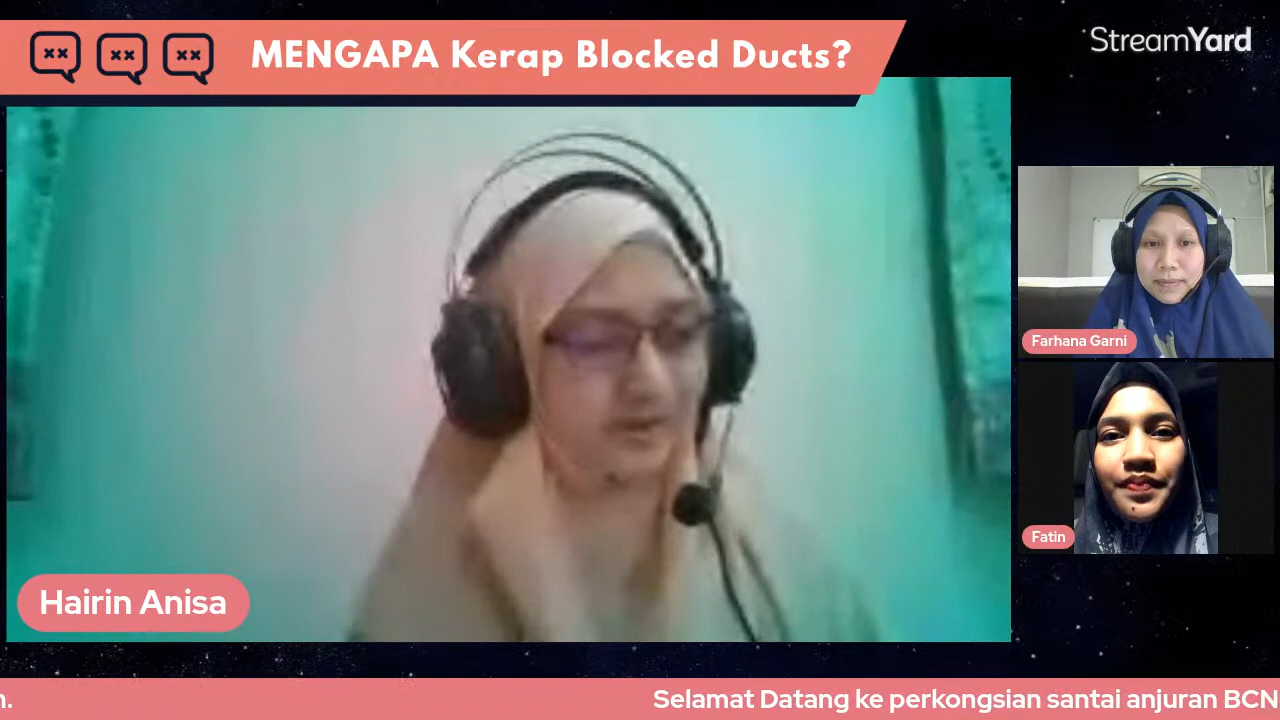 MENGAPA Kerap Blocked Ducts?
StreamYard
Farhana Garni
Fatin
Hairin Anisa
Selamat Datang ke perkongsian santai anjuran BCN